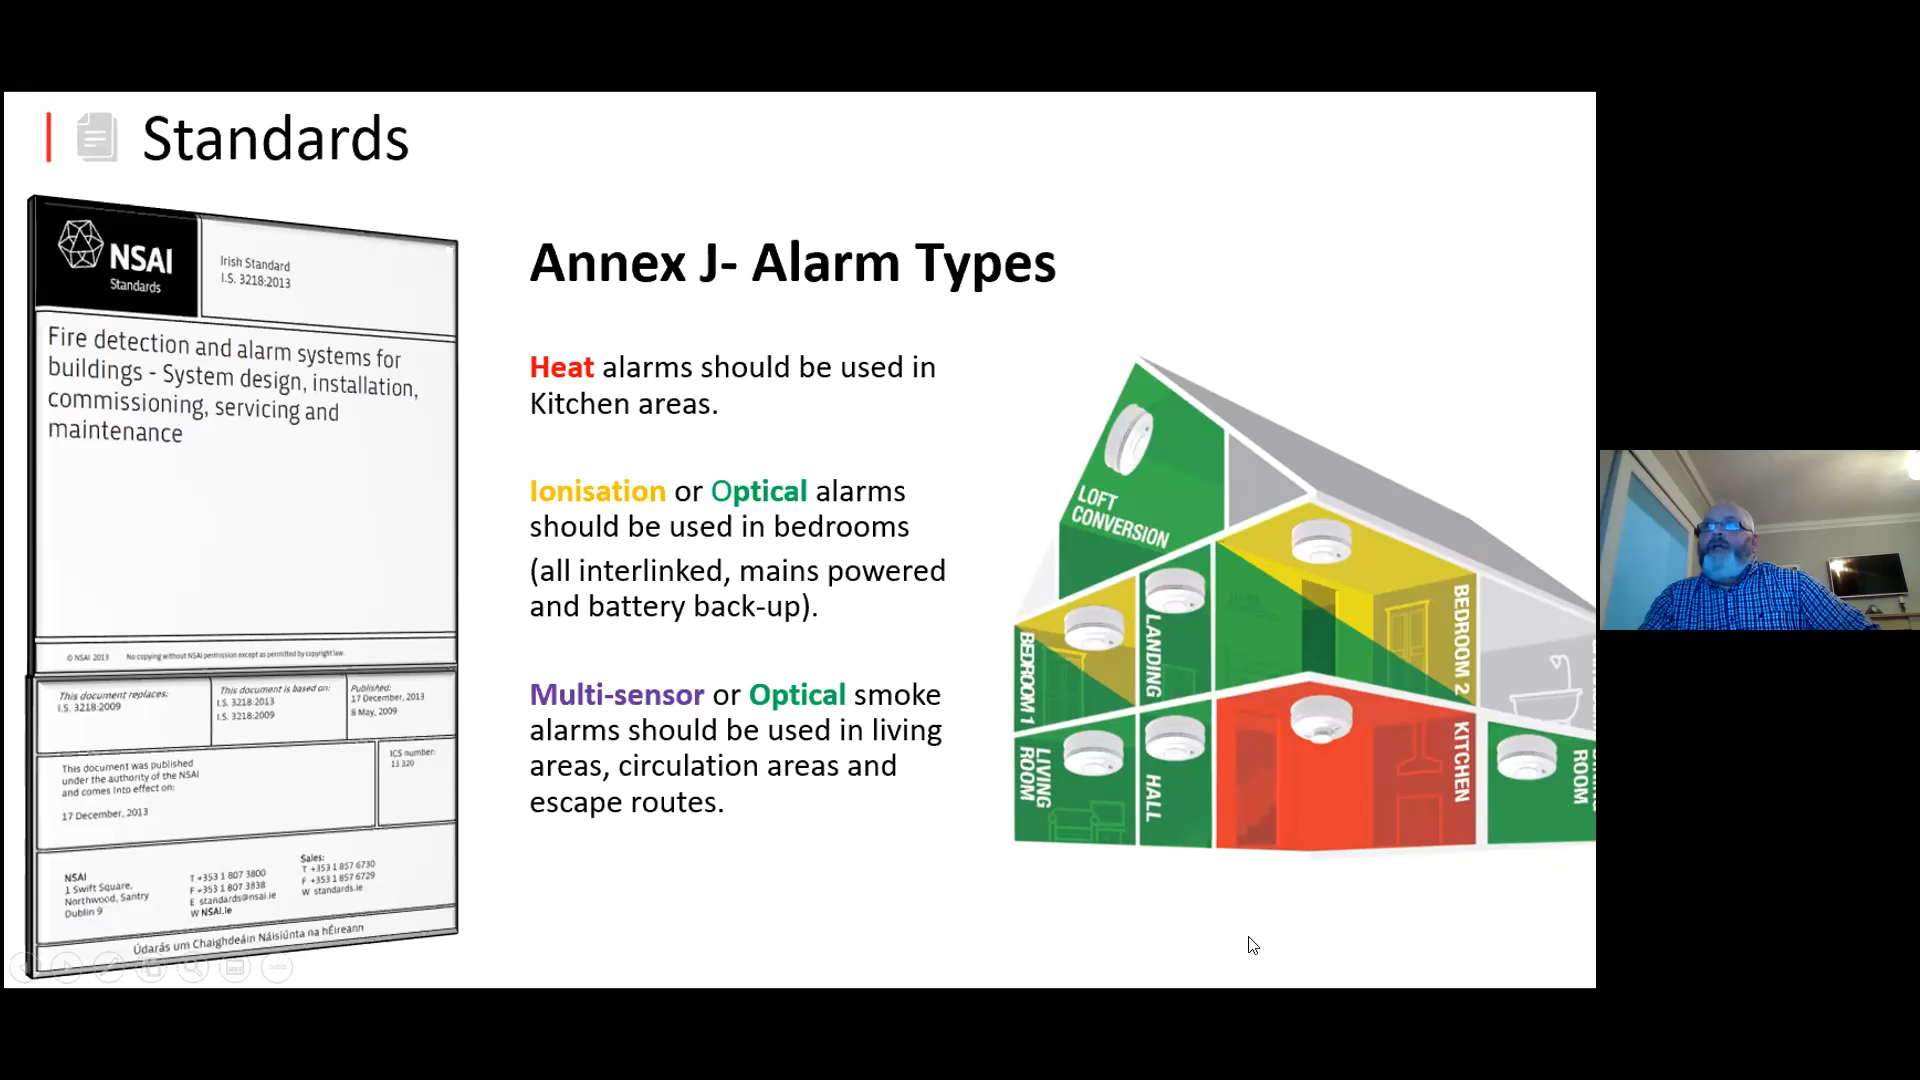 Standards
NSAI
Standards
Irish Standard
I.S. 3218:2013
Fire detection and alarm systems for
buildings - System design, installation,
commissioning, servicing and
maintenance
© NSAI 2013 No copying without NSAI permission except as permitted by copyright law.
This document replaces:
I.S. 3218:2009
This document is based on:
I.S. 3218:2013
I.S. 3218:2009
Published:
17 December, 2013
8 May, 2009
This document was published
under the authority of the NSAI
and comes into effect on:
17 December, 2013
ICS number:
13.320
NSAI
1 Swift Square,
Northwood, Santry
Dublin 9
T +353 1 807 3800
F +353 1 807 3838
E standards@nsai.ie
W NSAI.ie
Sales:
T +353 1 857 6730
F +353 1 857 6729
W standards.ie
Údarás um Chaighdeáin Náisiúnta na hÉireann
Annex J- Alarm Types
Heat alarms should be used in
Kitchen areas.
Ionisation or Optical alarms
should be used in bedrooms
(all interlinked, mains powered
and battery back-up).
Multi-sensor or Optical smoke
alarms should be used in living
areas, circulation areas and
escape routes.
LOFT
CONVERSION
BEDROOM 1
LANDING
BEDROOM 2
LIVING
ROOM
HALL
KITCHEN
ROOM